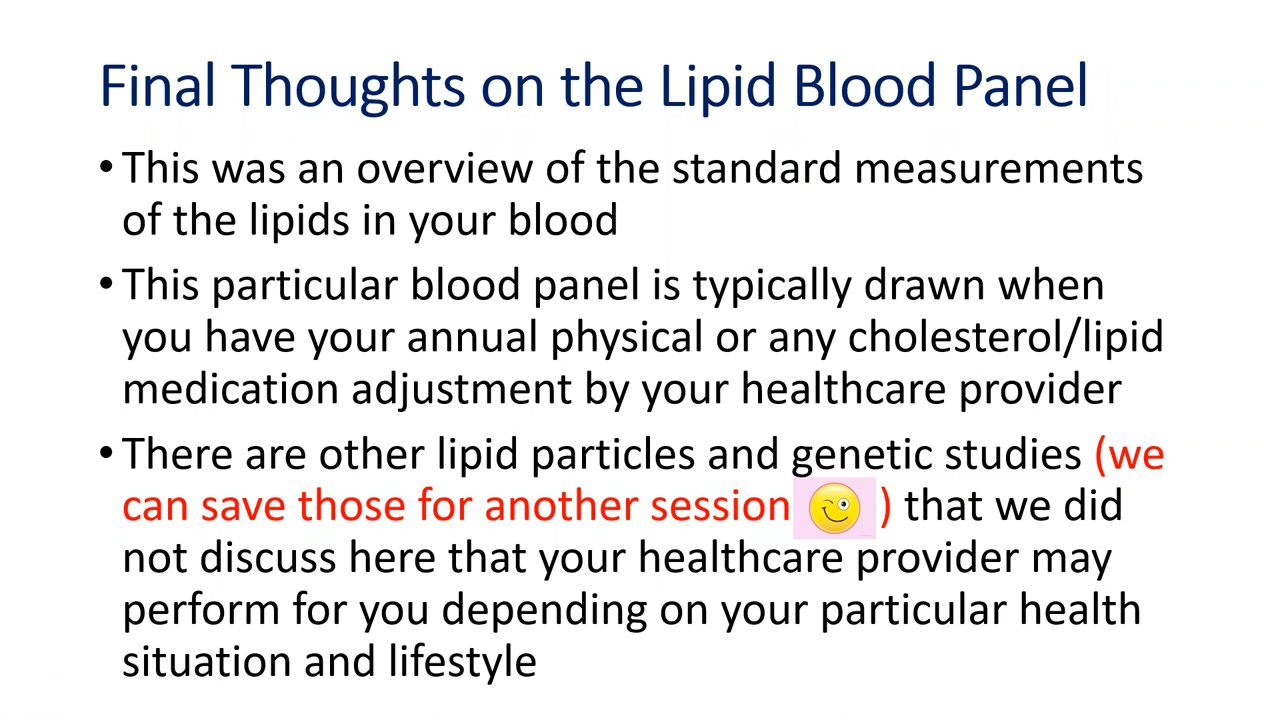 Final Thoughts on the Lipid Blood Panel
• This was an overview of the standard measurements
of the lipids in your blood
• This particular blood panel is typically drawn when
you have your annual physical or any cholesterol/lipid
medication adjustment by your healthcare provider
• There are other lipid particles and genetic studies (we
can save those for another session ) that we did
not discuss here that your healthcare provider may
perform for you depending on your particular health
situation and lifestyle